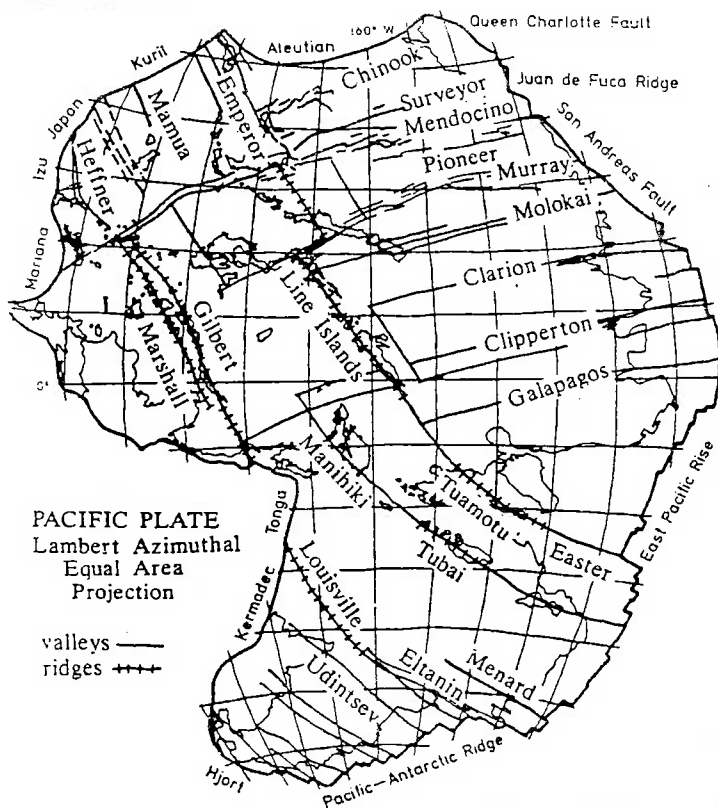 160° W
Queen Charlotte Fault
Aleutian
Kuril
Chinook
Juan de Fuca Ridge
Emperor
Surveyor
Mendocino
San Andreas Fault
Japan
Mamua
Pioneer
Izu
Heffner
Murray
Molokai
Mariana
Clarion
Line Islands
Gilbert
Clipperton
Marshall
0°
Galapagos
Manihiki
East Pacific Rise
Tuamotu
PACIFIC PLATE
Lambert Azimuthal
Equal Area
Projection
Tonga
Tubai
Easter
Louisville
Kermadec
valleys
ridges
Eltanin
Menard
Udintsev
Hjort
Pacific-Antarctic Ridge